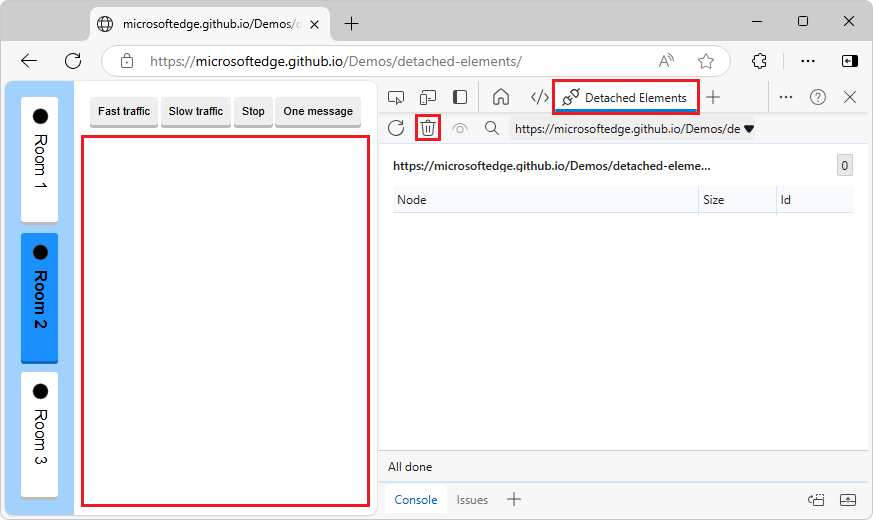 microsoftedge.github.io/Demos/c
https://microsoftedge.github.io/Demos/detached-elements/
Room 1
Room 2
Room 3
Fast traffic
Slow traffic
Stop
One message
Detached Elements
https://microsoftedge.github.io/Demos/de
https://microsoftedge.github.io/Demos/detached-eleme...
0
Node
Size
Id
All done
Console
Issues